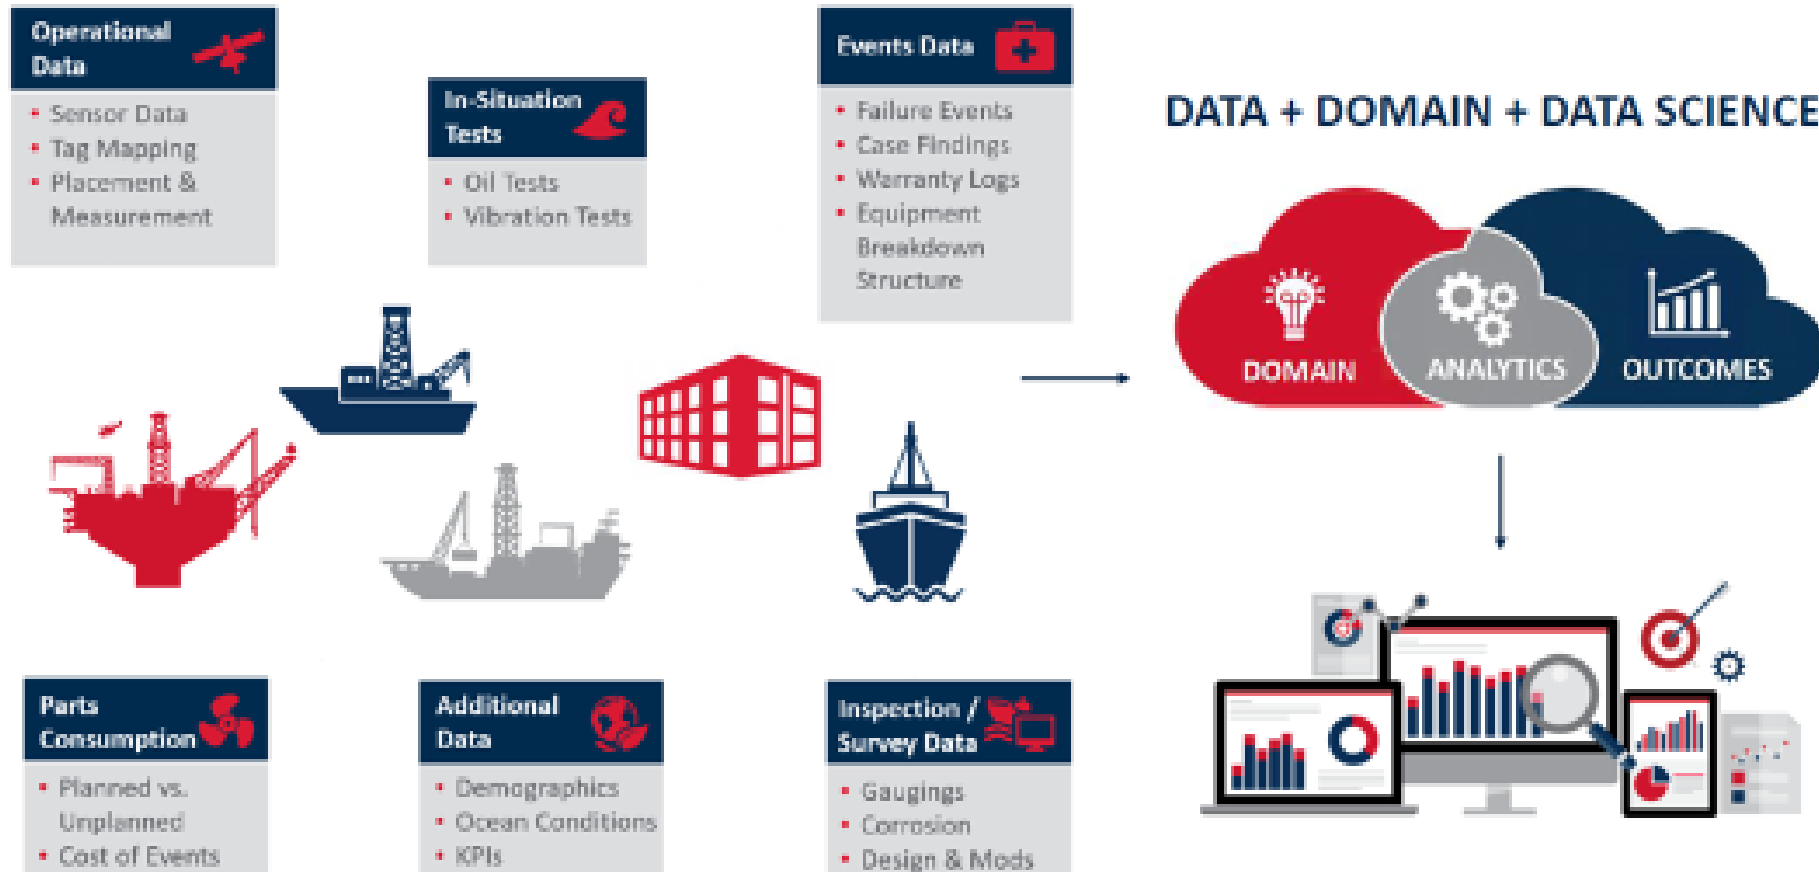 Operational
Data
• Sensor Data
• Tag Mapping
• Placement &
Measurement
In-Situation
Tests
• Oil Tests
• Vibration Tests
Events Data
• Failure Events
• Case Findings
• Warranty Logs
• Equipment
Breakdown
Structure
DATA + DOMAIN + DATA SCIENCE
DOMAIN
ANALYTICS
OUTCOMES
Parts
Consumption
• Planned vs.
Unplanned
• Cost of Events
Additional
Data
• Demographics
• Ocean Conditions
• KPIs
Inspection /
Survey Data
• Gaugings
• Corrosion
• Design & Mods